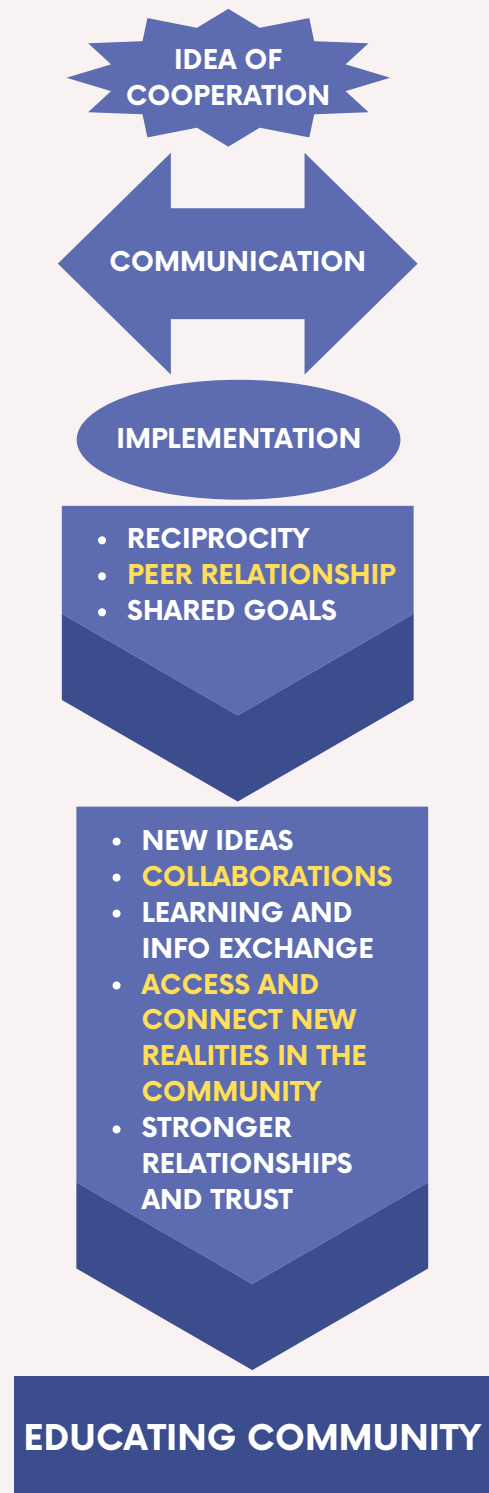 IDEA OF
COOPERATION
COMMUNICATION
IMPLEMENTATION
• RECIPROCITY
• PEER RELATIONSHIP
• SHARED GOALS
• NEW IDEAS
• COLLABORATIONS
• LEARNING AND
INFO EXCHANGE
• ACCESS AND
CONNECT NEW
REALITIES IN THE
COMMUNITY
• STRONGER
RELATIONSHIPS
AND TRUST
EDUCATING COMMUNITY